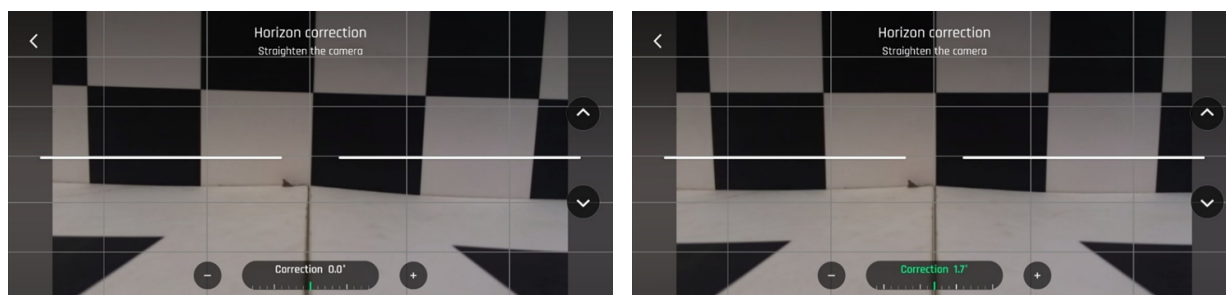 Horizon correction
Straighten the camera
Correction 0.0°
Horizon correction
Straighten the camera
Correction 1.7°